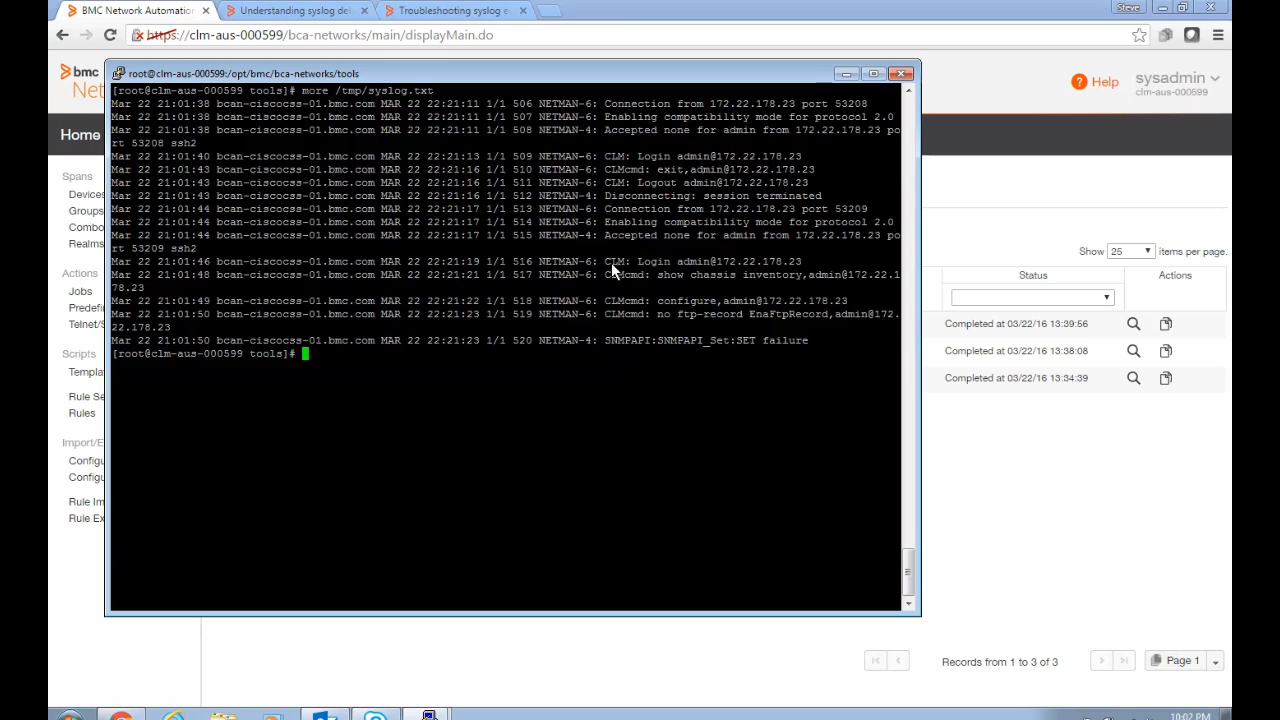 BMC Network Automation
Understanding syslog de
Troubleshooting syslog e
Steve
https://clm-aus-000599/bca-networks/main/displayMain.do
bmc
Net
Help
sysadmin
clm-aus-000599
Home
Spans
Devices
Groups
Combo
Realms
Actions
Jobs
Predefin
Telnet/S
Scripts
Templa
Rule Se
Rules
Import/E
Configu
Configu
Rule Im
Rule Ex
root@clm-aus-000599:/opt/bmc/bca-networks/tools
[root@clm-aus-000599 tools]# more /tmp/syslog.txt
Mar 22 21:01:38 bcan-ciscocss-01.bmc.com MAR 22 22:21:11 1/1 506 NETMAN-6: Connection from 172.22.178.23 port 53208
Mar 22 21:01:38 bcan-ciscocss-01.bmc.com MAR 22 22:21:11 1/1 507 NETMAN-6: Enabling compatibility mode for protocol 2.0
Mar 22 21:01:38 bcan-ciscocss-01.bmc.com MAR 22 22:21:11 1/1 508 NETMAN-4: Accepted none for admin from 172.22.178.23 po
rt 53208 ssh2
Mar 22 21:01:40 bcan-ciscocss-01.bmc.com MAR 22 22:21:13 1/1 509 NETMAN-6: CLM: Login admin@172.22.178.23
Mar 22 21:01:43 bcan-ciscocss-01.bmc.com MAR 22 22:21:16 1/1 510 NETMAN-6: CLMcmd: exit,admin@172.22.178.23
Mar 22 21:01:43 bcan-ciscocss-01.bmc.com MAR 22 22:21:16 1/1 511 NETMAN-6: CLM: Logout admin@172.22.178.23
Mar 22 21:01:43 bcan-ciscocss-01.bmc.com MAR 22 22:21:16 1/1 512 NETMAN-4: Disconnecting: session terminated
Mar 22 21:01:44 bcan-ciscocss-01.bmc.com MAR 22 22:21:17 1/1 513 NETMAN-6: Connection from 172.22.178.23 port 53209
Mar 22 21:01:44 bcan-ciscocss-01.bmc.com MAR 22 22:21:17 1/1 514 NETMAN-6: Enabling compatibility mode for protocol 2.0
Mar 22 21:01:44 bcan-ciscocss-01.bmc.com MAR 22 22:21:17 1/1 515 NETMAN-4: Accepted none for admin from 172.22.178.23 po
rt 53209 ssh2
Mar 22 21:01:46 bcan-ciscocss-01.bmc.com MAR 22 22:21:19 1/1 516 NETMAN-6: CLM: Login admin@172.22.178.23
Mar 22 21:01:48 bcan-ciscocss-01.bmc.com MAR 22 22:21:21 1/1 517 NETMAN-6: CLMcmd: show chassis inventory,admin@172.22.1
78.23
Mar 22 21:01:49 bcan-ciscocss-01.bmc.com MAR 22 22:21:22 1/1 518 NETMAN-6: CLMcmd: configure,admin@172.22.178.23
Mar 22 21:01:50 bcan-ciscocss-01.bmc.com MAR 22 22:21:23 1/1 519 NETMAN-6: CLMcmd: no ftp-record EnaFtpRecord,admin@172.
22.178.23
Mar 22 21:01:50 bcan-ciscocss-01.bmc.com MAR 22 22:21:23 1/1 520 NETMAN-4: SNMPAPI:SNMPAPI_Set:SET failure
[root@clm-aus-000599 tools]#
Show 25 items per page.
Status Actions
Completed at 03/22/16 13:39:56
Completed at 03/22/16 13:38:08
Completed at 03/22/16 13:34:39
Records from 1 to 3 of 3
Page 1
10:02 PM